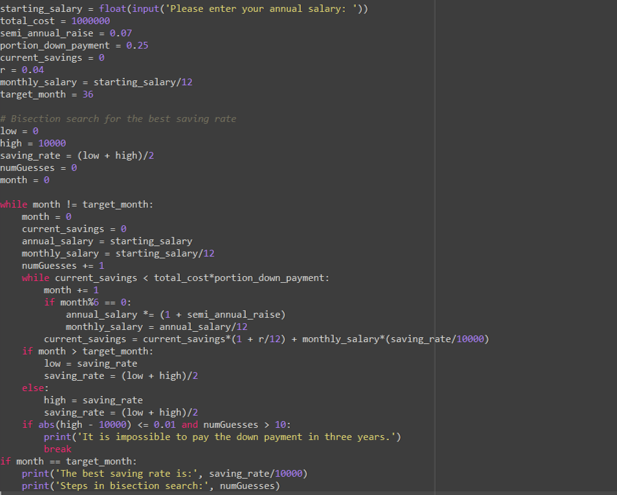 starting_salary = float(input('Please enter your annual salary: '))
total_cost = 1000000
semi_annual_raise = 0.07
portion_down_payment = 0.25
current_savings = 0
r = 0.04
monthly_salary = starting_salary/12
target_month = 36

# Bisection search for the best saving rate
low = 0
high = 10000
saving_rate = (low + high)/2
numGuesses = 0
month = 0

while month != target_month:
    month = 0
    current_savings = 0
    annual_salary = starting_salary
    monthly_salary = starting_salary/12
    numGuesses += 1
    while current_savings < total_cost*portion_down_payment:
        month += 1
        if month%6 == 0:
            annual_salary *= (1 + semi_annual_raise)
            monthly_salary = annual_salary/12
        current_savings = current_savings*(1 + r/12) + monthly_salary*(saving_rate/10000)
    if month > target_month:
        low = saving_rate
        saving_rate = (low + high)/2
    else:
        high = saving_rate
        saving_rate = (low + high)/2
    if abs(high - 10000) <= 0.01 and numGuesses > 10:
        print('It is impossible to pay the down payment in three years.')
        break
if month == target_month:
    print('The best saving rate is:', saving_rate/10000)
    print('Steps in bisection search:', numGuesses)